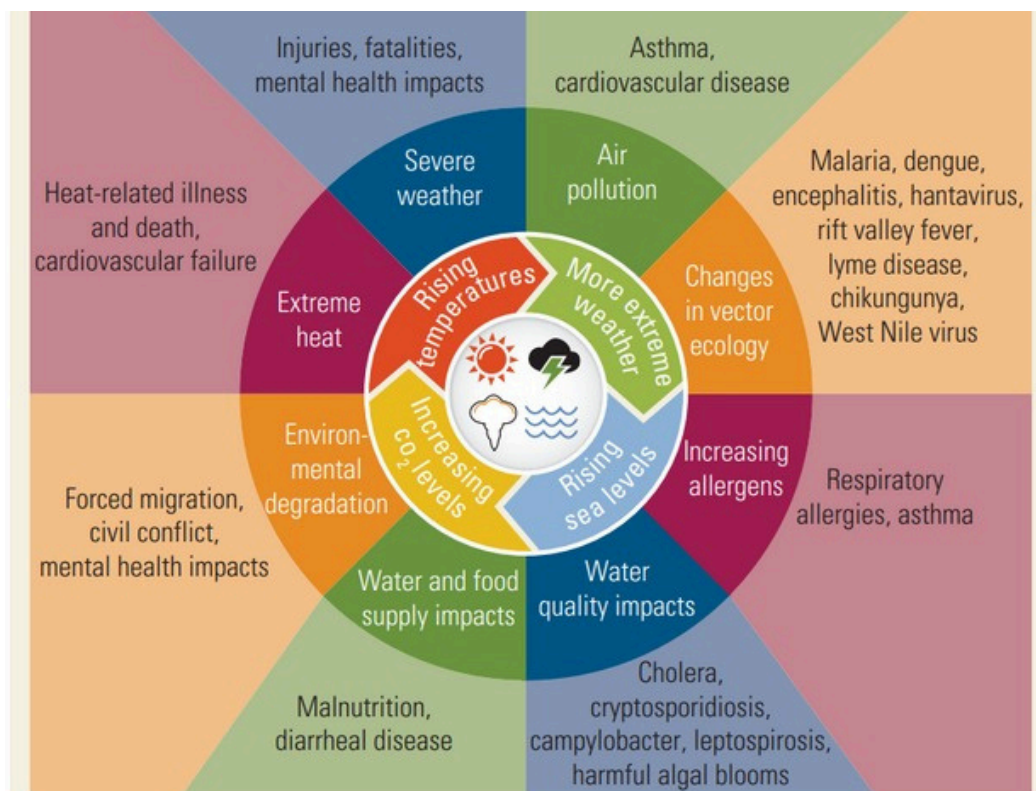 Injuries, fatalities,
mental health impacts
Asthma,
cardiovascular disease
Severe
weather
Air
pollution
Malaria, dengue,
encephalitis, hantavirus,
rift valley fever,
lyme disease,
chikungunya,
West Nile virus
Heat-related illness
and death,
cardiovascular failure
Extreme
heat
Rising
temperatures
More extreme
weather
Changes
in vector
ecology
Forced migration,
civil conflict,
mental health impacts
Environ-
mental
degradation
Increasing
CO₂ levels
Rising
sea levels
Increasing
allergens
Respiratory
allergies, asthma
Water and food
supply impacts
Water
quality impacts
Malnutrition,
diarrheal disease
Cholera,
cryptosporidiosis,
campylobacter, leptospirosis,
harmful algal blooms